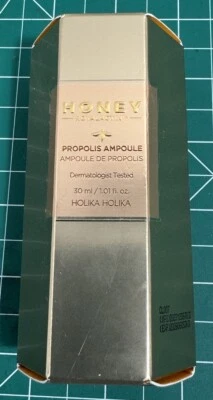 HONEY
PROPOLIS AMPOULE
AMPOULE DE PROPOLIS
Dermatologist Tested.
30 ml / 1.01 fl. oz.
HOLIKA HOLIKA